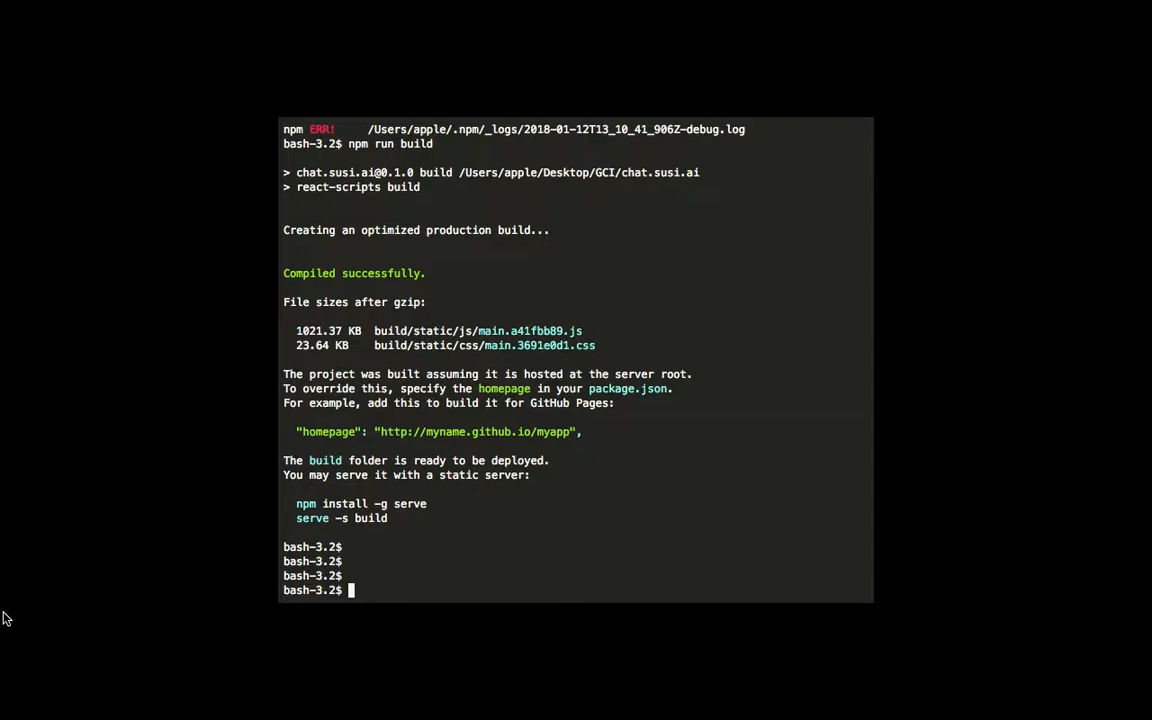 npm ERR!     /Users/apple/.npm/_logs/2018-01-12T13_10_41_906Z-debug.log
bash-3.2$ npm run build
> chat.susi.ai@0.1.0 build /Users/apple/Desktop/GCI/chat.susi.ai
> react-scripts build
Creating an optimized production build...
Compiled successfully.
File sizes after gzip:
  1021.37 KB  build/static/js/main.a41fbb89.js
  23.64 KB    build/static/css/main.3691e0d1.css
The project was built assuming it is hosted at the server root.
To override this, specify the homepage in your package.json.
For example, add this to build it for GitHub Pages:
  "homepage": "http://myname.github.io/myapp",
The build folder is ready to be deployed.
You may serve it with a static server:
  npm install -g serve
  serve -s build
bash-3.2$
bash-3.2$
bash-3.2$
bash-3.2$